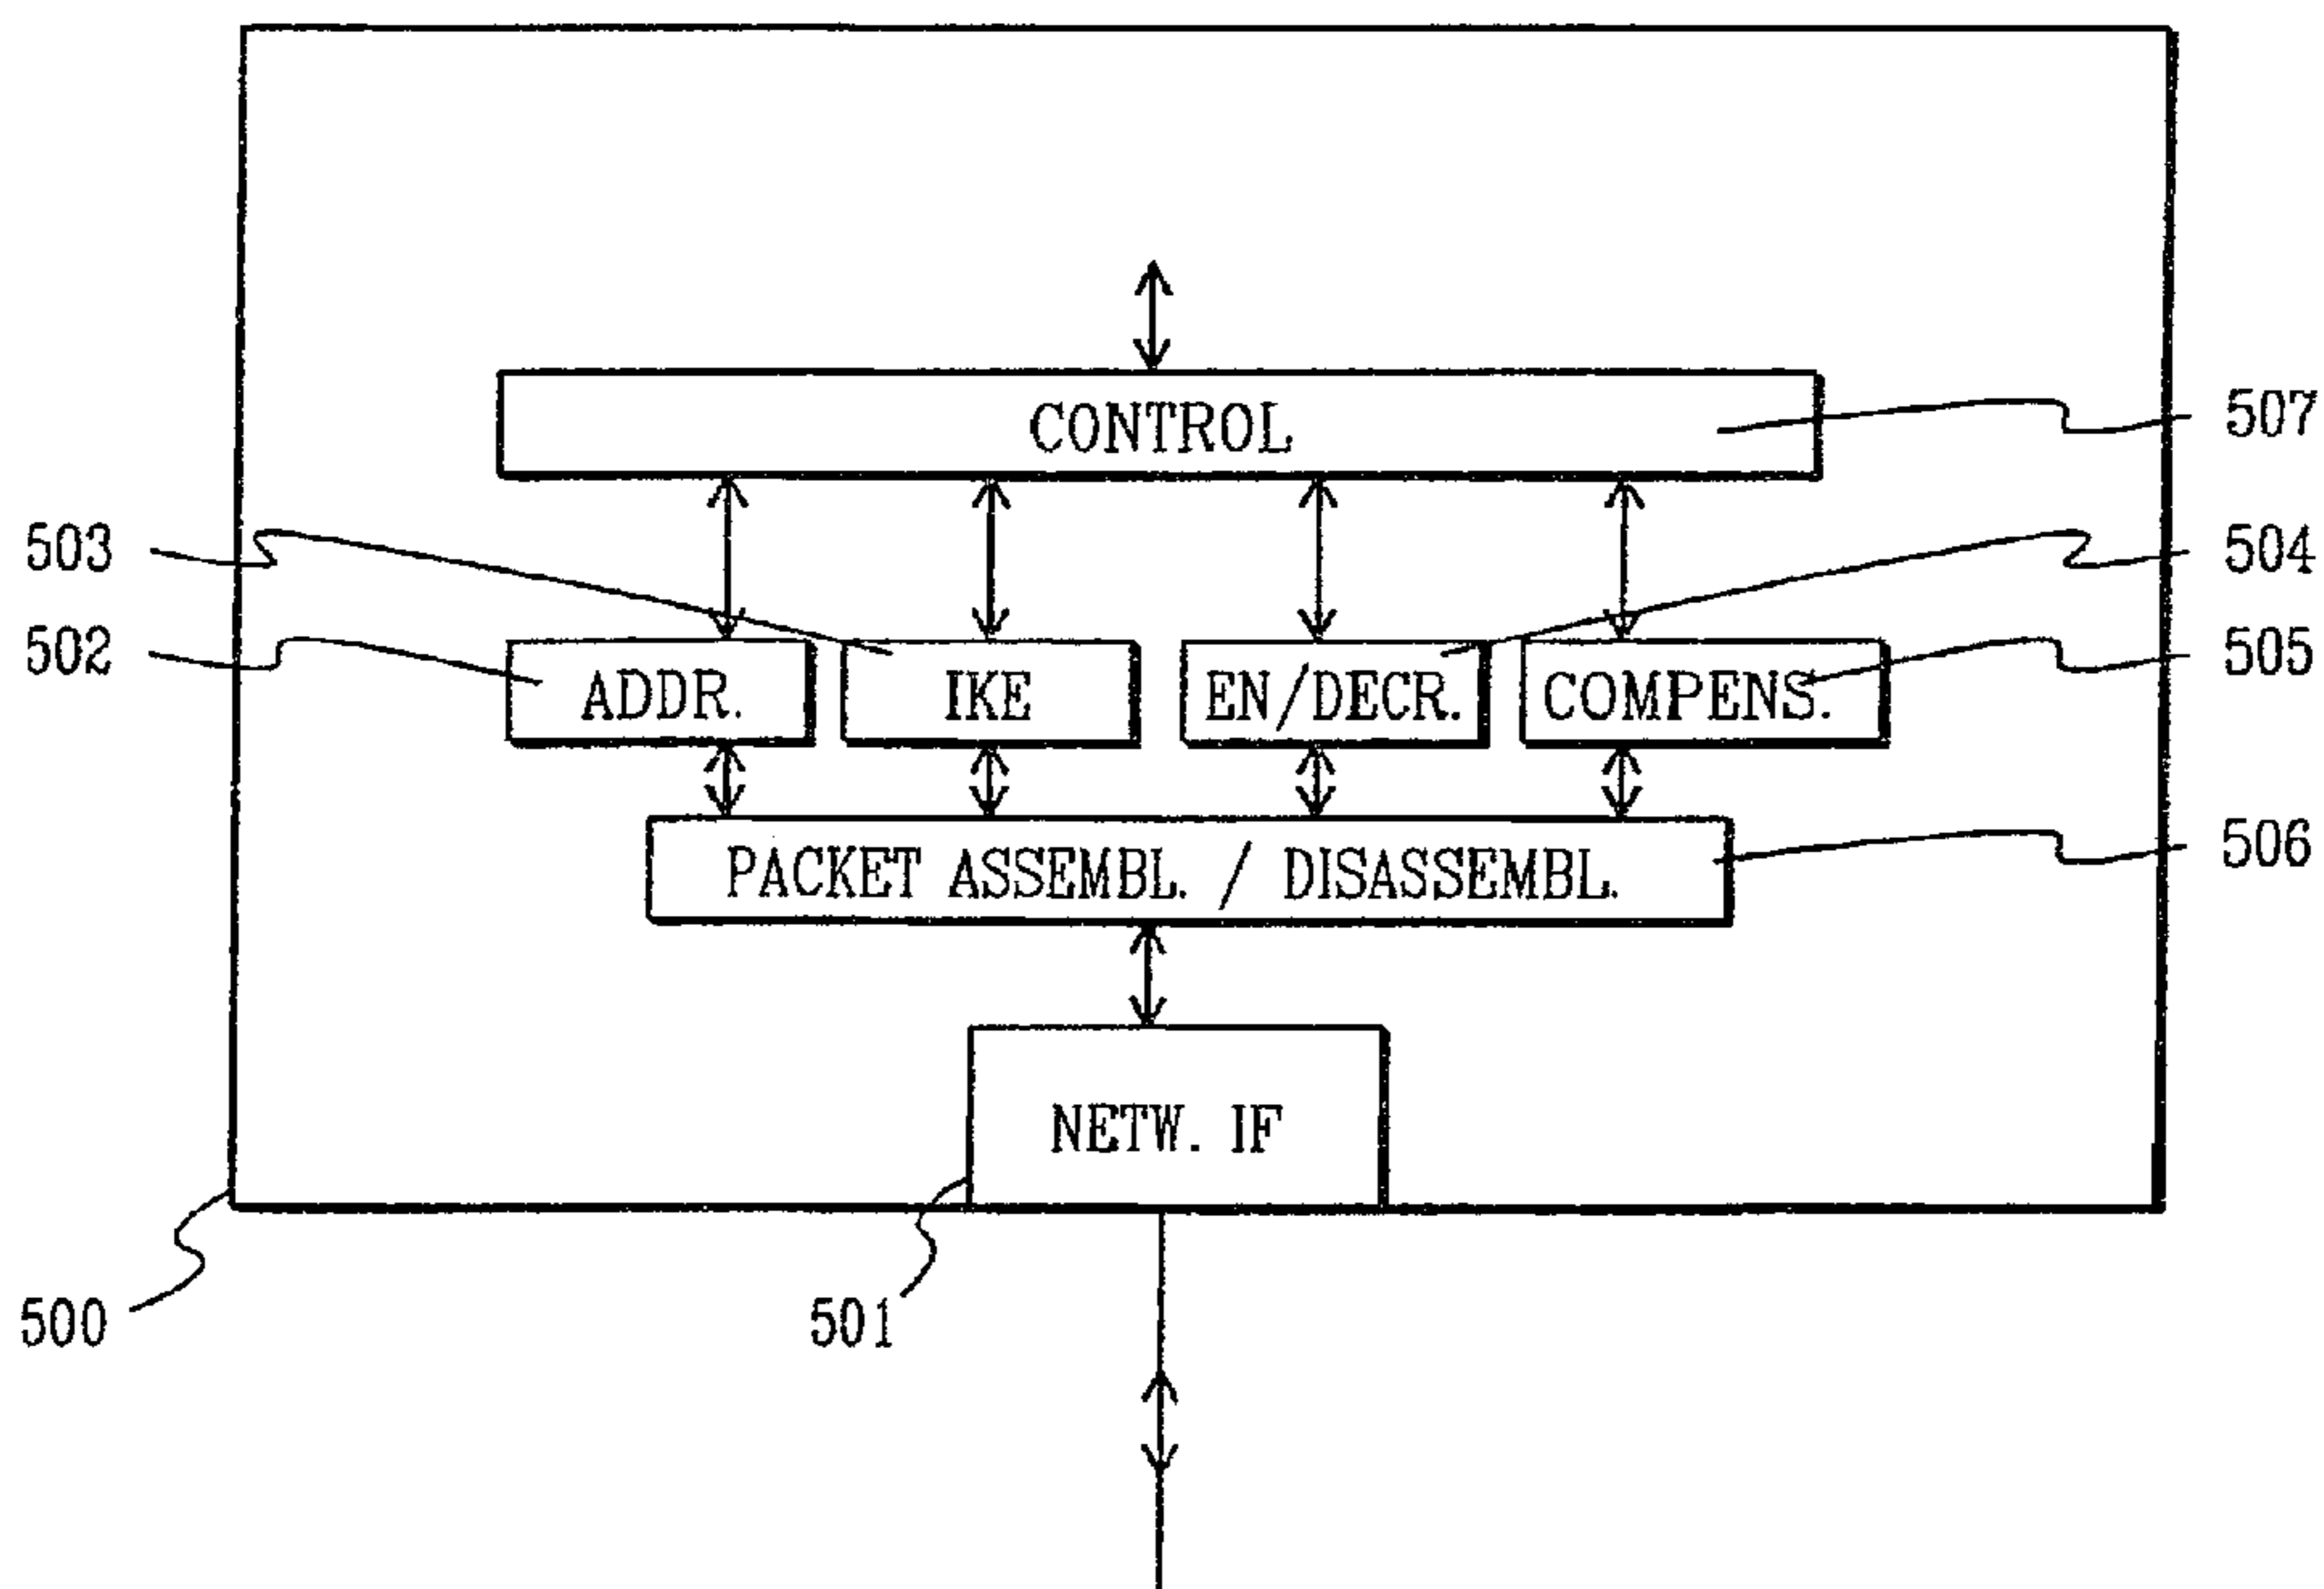 CONTROL
507
503
504
502
505
ADDR.
IKE
EN/DECR.
COMPENS.
506
PACKET ASSEMBL. / DISASSEMBL.
NETW. IF
500
501